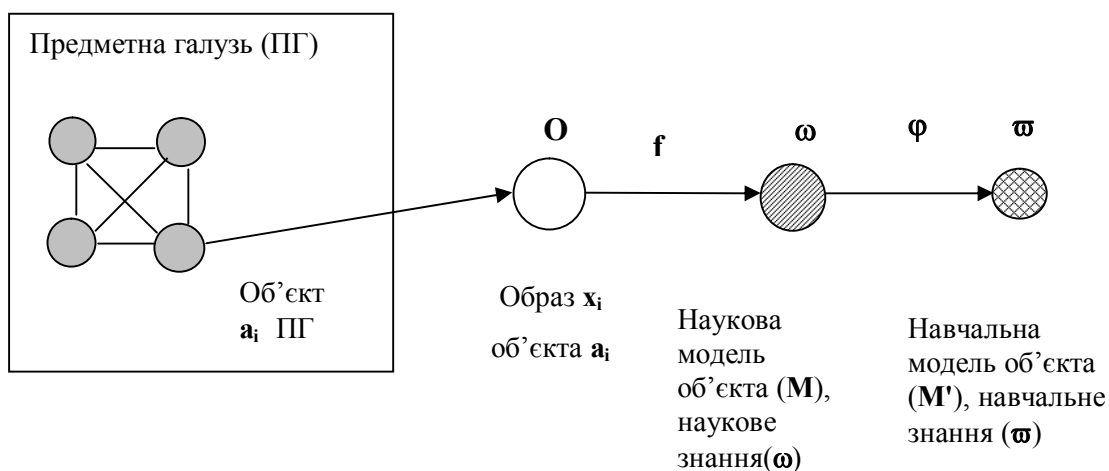 Предметна галузь (ПГ)
O
f
ω
φ
ϖ
Об’єкт
aᵢ ПГ
Образ xᵢ
об’єкта aᵢ
Наукова
модель
об’єкта (M),
наукове
знання(ω)
Навчальна
модель об’єкта
(M'), навчальне
знання (ϖ)